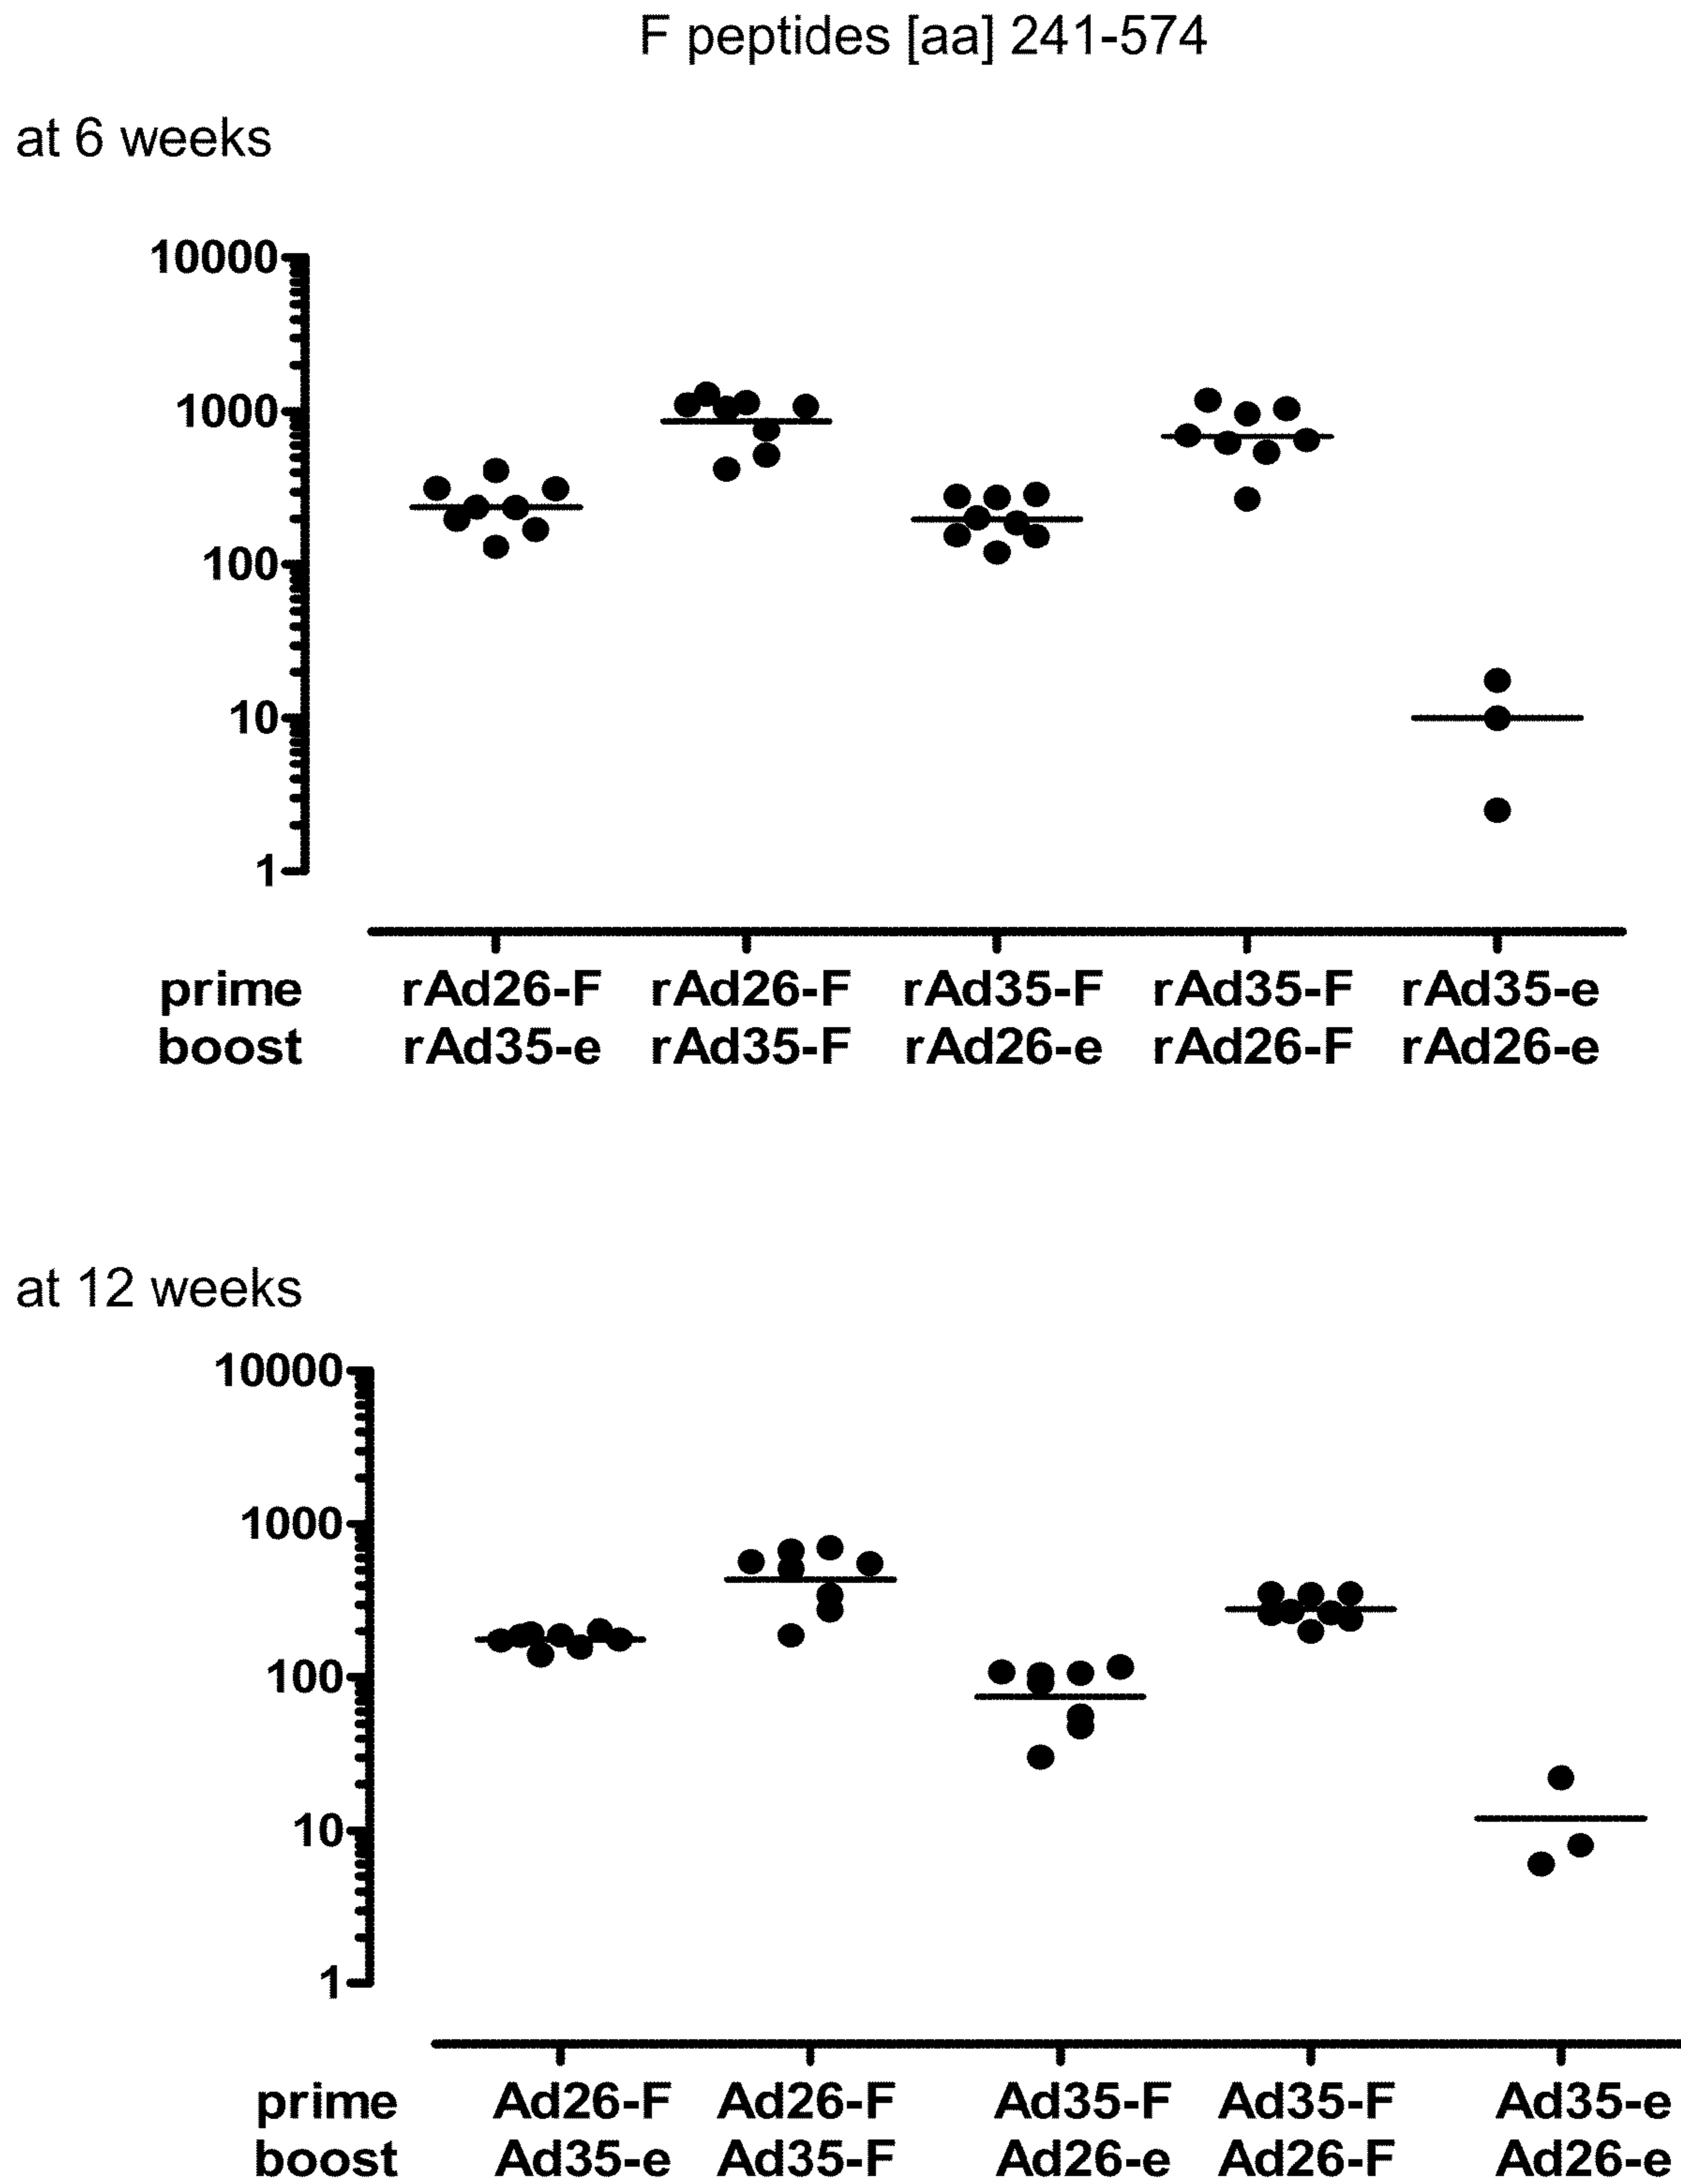 F peptides [aa] 241-574
at 6 weeks
10000
1000
100
10
1
prime rAd26-F rAd26-F rAd35-F rAd35-F rAd35-e
boost rAd35-e rAd35-F rAd26-e rAd26-F rAd26-e
at 12 weeks
10000
1000
100
10
1
prime Ad26-F Ad26-F Ad35-F Ad35-F Ad35-e
boost Ad35-e Ad35-F Ad26-e Ad26-F Ad26-e